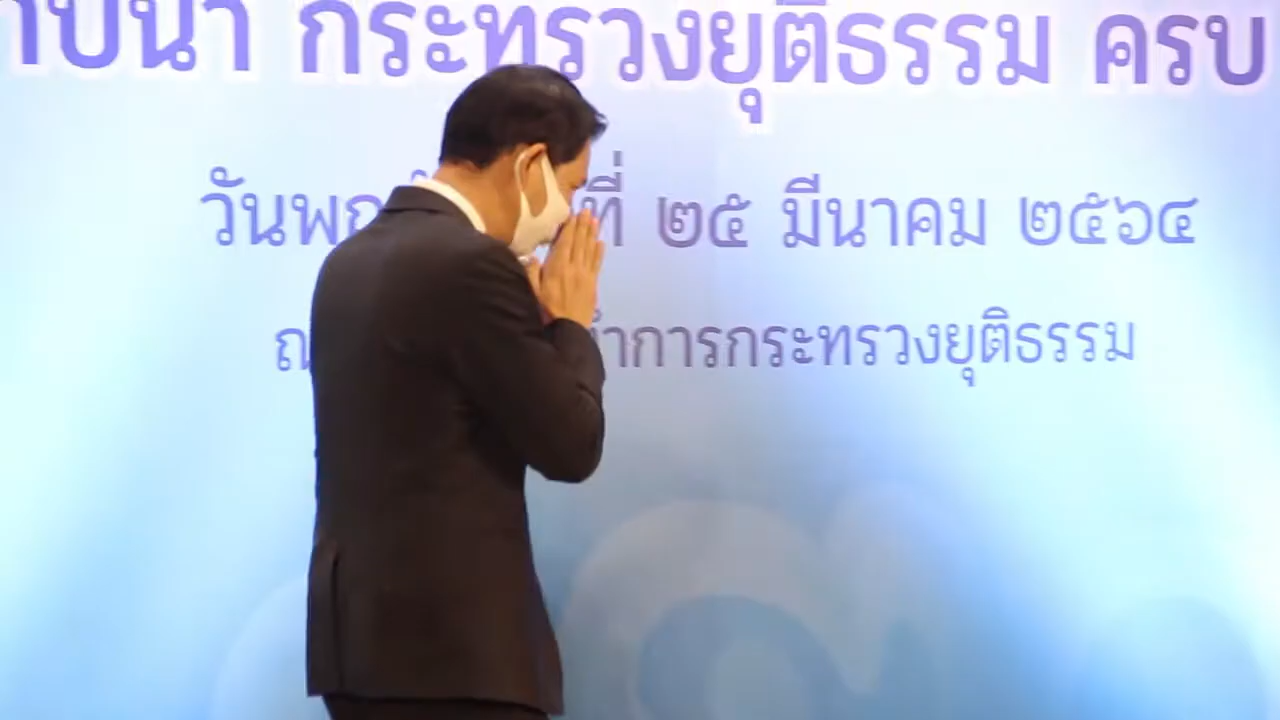 กระทรวงยุติธรรม ครบ
๒๕ มีนาคม ๒๕๖๔
การกระทรวงยุติธรรม